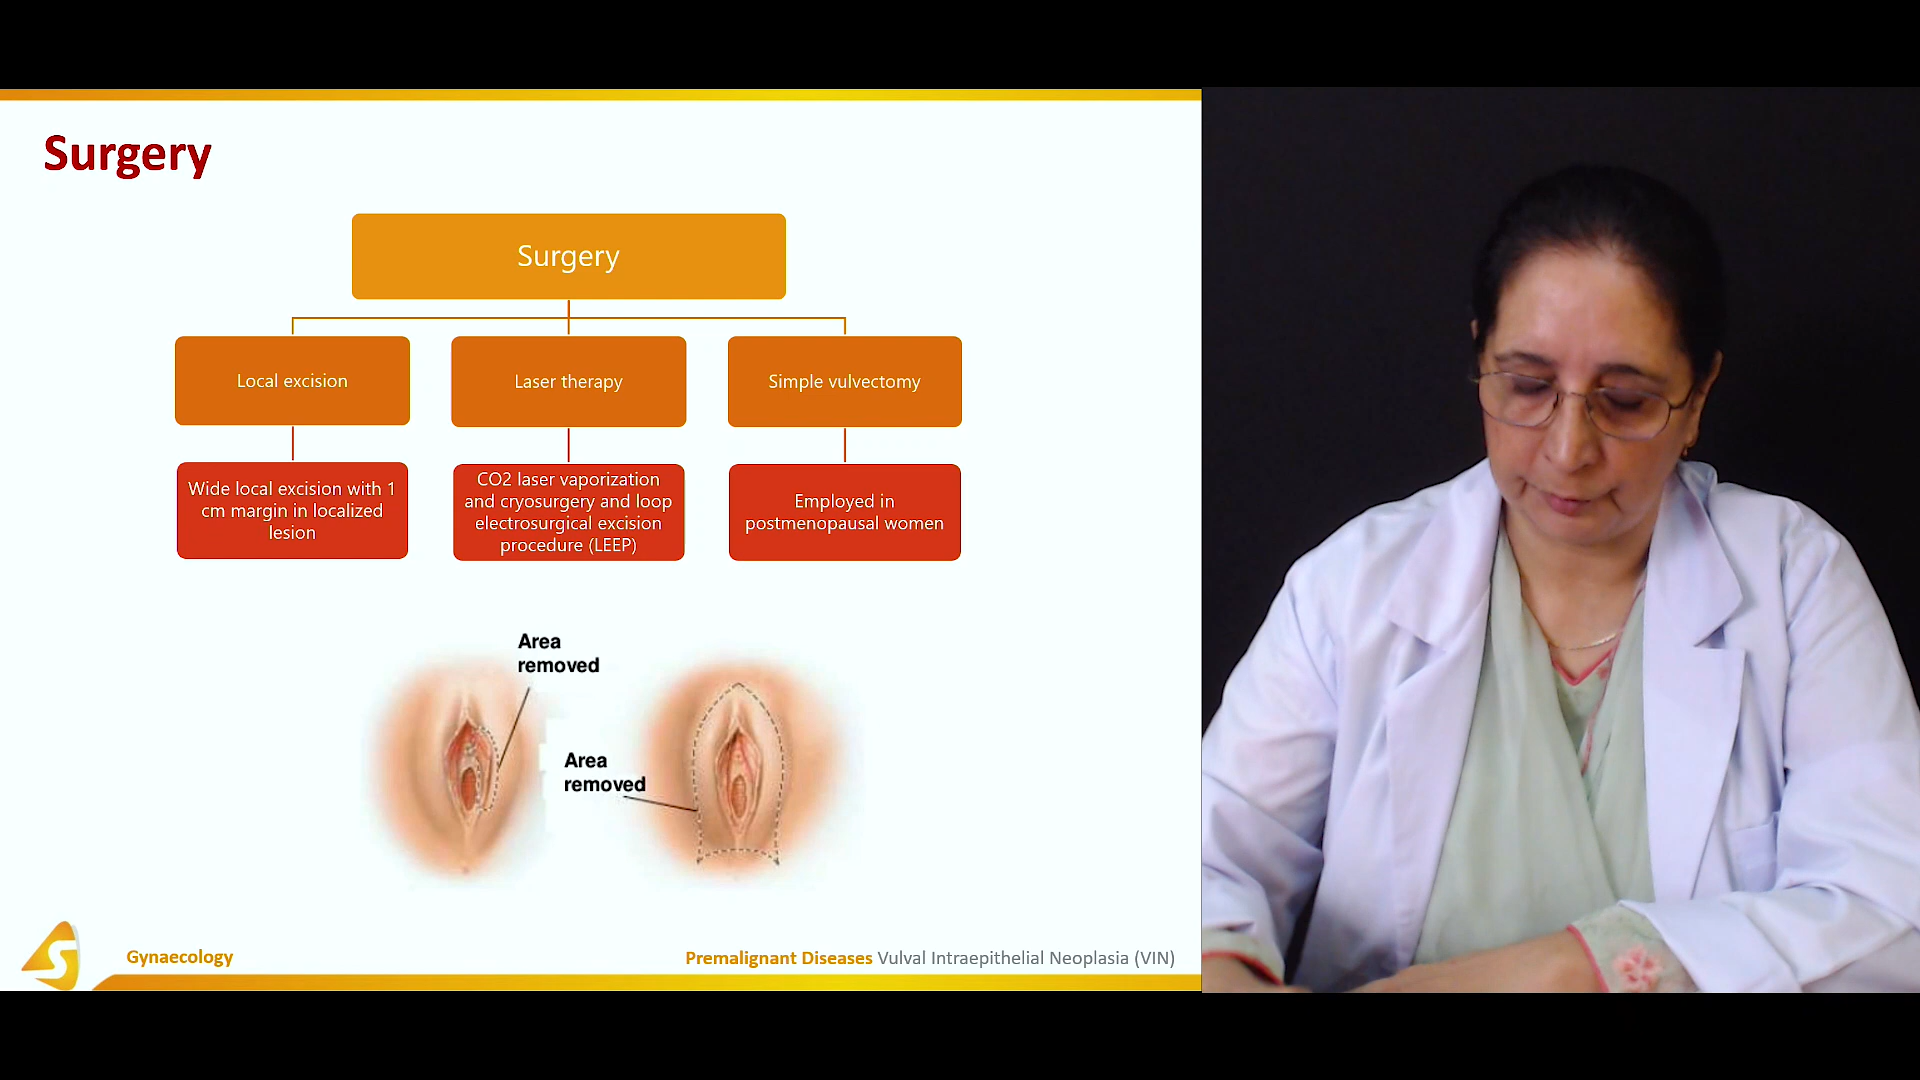 Surgery
Surgery
Local excision
Laser therapy
Simple vulvectomy
Wide local excision with 1
cm margin in localized
lesion
CO2 laser vaporization
and cryosurgery and loop
electrosurgical excision
procedure (LEEP)
Employed in
postmenopausal women
Area
removed
Area
removed
Gynaecology
Premalignant Diseases Vulval Intraepithelial Neoplasia (VIN)